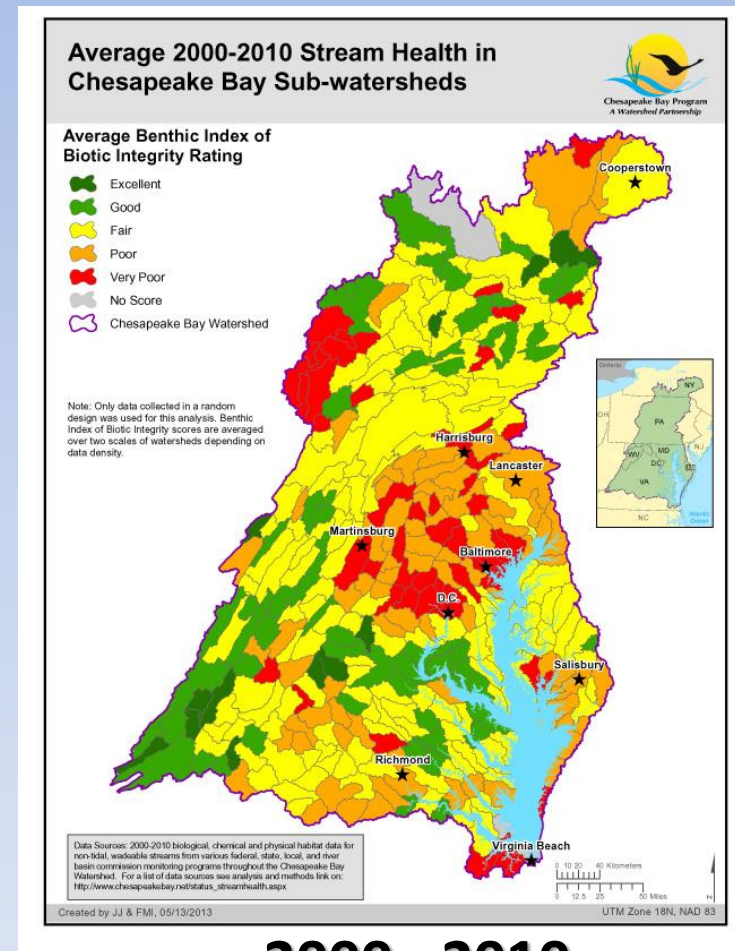 Average 2000-2010 Stream Health in
Chesapeake Bay Sub-watersheds
Chesapeake Bay Program
A Watershed Partnership
Average Benthic Index of
Biotic Integrity Rating
Excellent
Good
Fair
Poor
Very Poor
No Score
Chesapeake Bay Watershed
Note: Only data collected in a random
design was used for this analysis. Benthic
Index of Biotic Integrity scores are averaged
over two scales of watersheds depending on
data density.
Cooperstown
Harrisburg
Lancaster
Martinsburg
Baltimore
D.C.
Salisbury
Richmond
Virginia Beach
Ontario
NY
PA
OH
NJ
MD
WV
DC
DE
VA
NC
Atlantic
Ocean
Data Sources: 2000-2010 biological, chemical and physical habitat data for
non-tidal, wadeable streams from various federal, state, local, and river
basin commission monitoring programs throughout the Chesapeake Bay
Watershed. For a list of data sources see analysis and methods link on:
http://www.chesapeakebay.net/status_streamhealth.aspx
0 10 20 40 Kilometers
0 12.5 25 50 Miles
N
Created by JJ & FMI, 05/13/2013
UTM Zone 18N, NAD 83
2000 - 2010